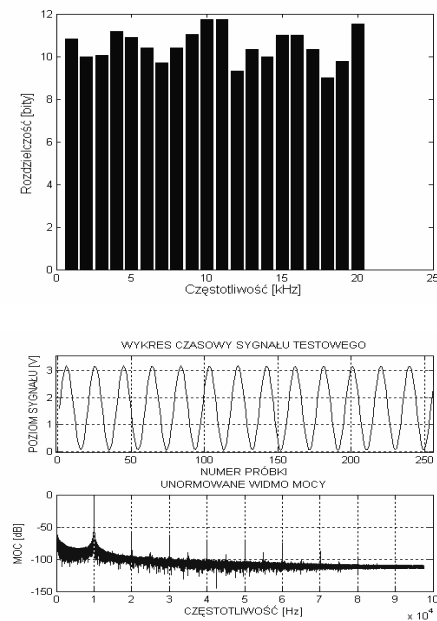 12
10
8
6
4
2
0
Rozdzielczość [bity]
0 5 10 15 20 25
Częstotliwość [kHz]
WYKRES CZASOWY SYGNAŁU TESTOWEGO
POZIOM SYGNAŁU [V]
3
2
1
0
0 50 100 150 200 250
NUMER PRÓBKI
UNORMOWANE WIDMO MOCY
MOC [dB]
0
-50
-100
-150
0 1 2 3 4 5 6 7 8 9 10
CZĘSTOTLIWOŚĆ [Hz]
x 10⁴